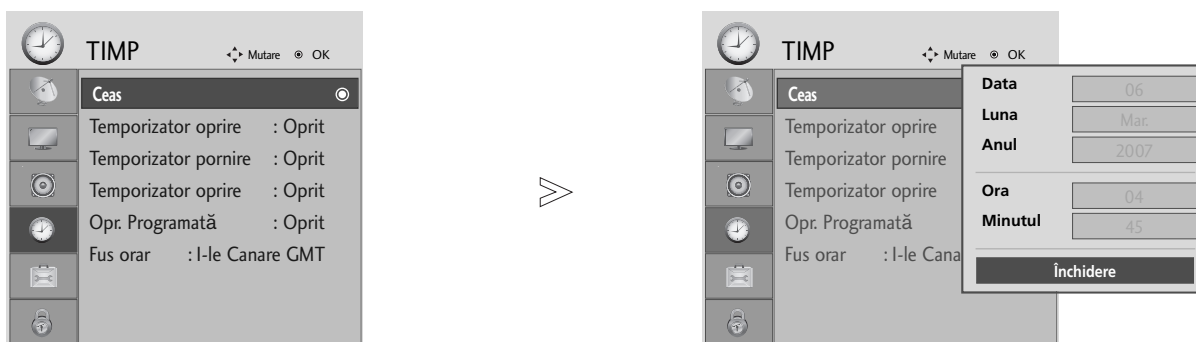 TIMP Mutare OK
Ceas
Temporizator oprire : Oprit
Temporizator pornire : Oprit
Temporizator oprire : Oprit
Opr. Programată : Oprit
Fus orar : I-le Canare GMT
TIMP Mutare OK
Ceas
Temporizator oprire
Temporizator pornire
Temporizator oprire
Opr. Programată
Fus orar : I-le Cana
Data 06
Luna Mar.
Anul 2007
Ora 04
Minutul 45
Închidere